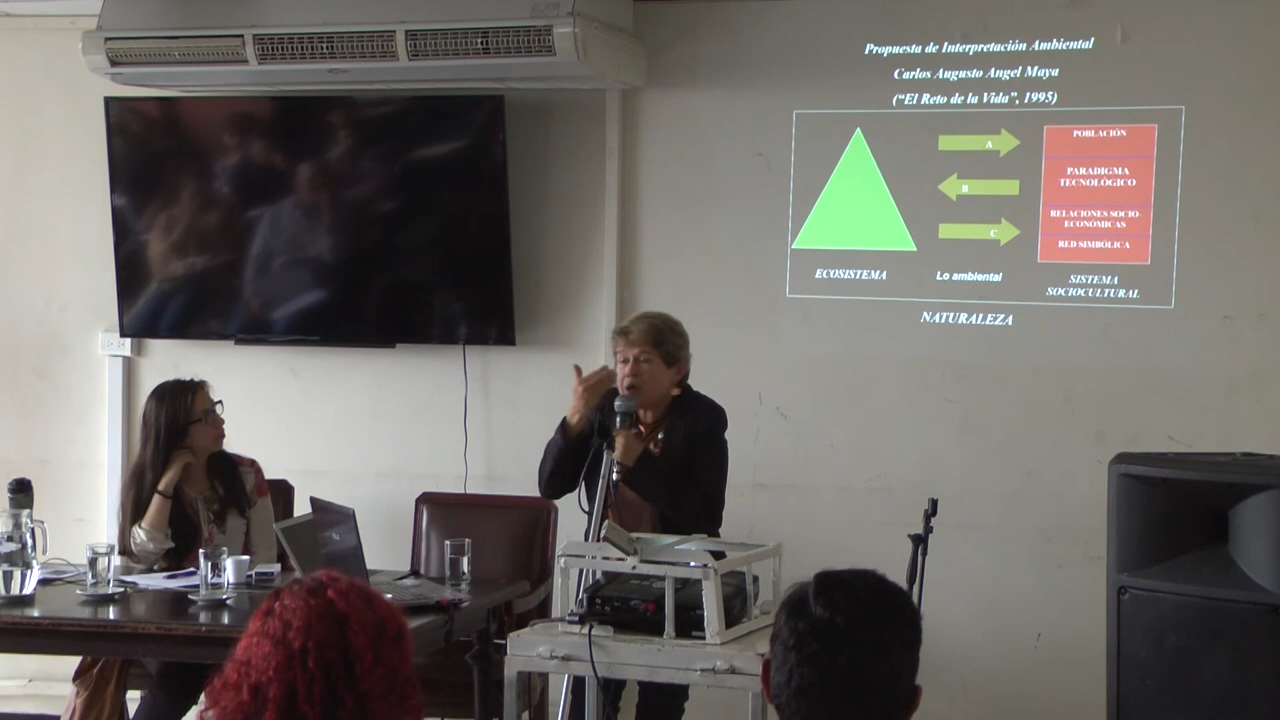 Propuesta de Interpretación Ambiental
Carlos Augusto Angel Maya
(“El Reto de la Vida”, 1995)
A
B
C
POBLACIÓN
PARADIGMA
TECNOLÓGICO
RELACIONES SOCIO-
ECONÓMICAS
RED SIMBÓLICA
ECOSISTEMA
Lo ambiental
SISTEMA
SOCIOCULTURAL
NATURALEZA